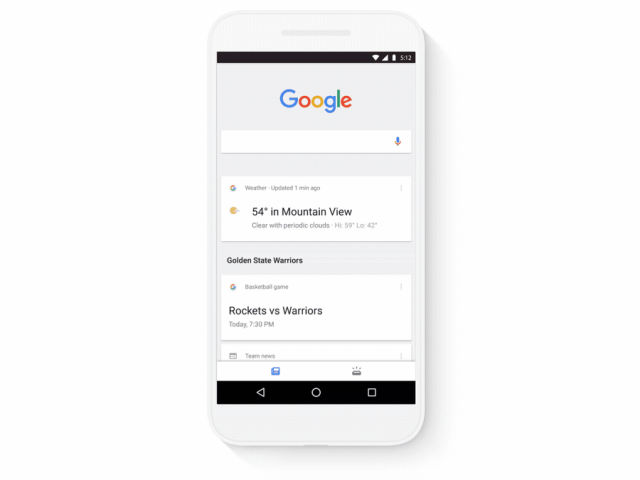 5:12
Google
Weather · Updated 1 min ago
54° in Mountain View
Clear with periodic clouds · Hi: 59° Lo: 42°
Golden State Warriors
Basketball game
Rockets vs Warriors
Today, 7:30 PM
Team news